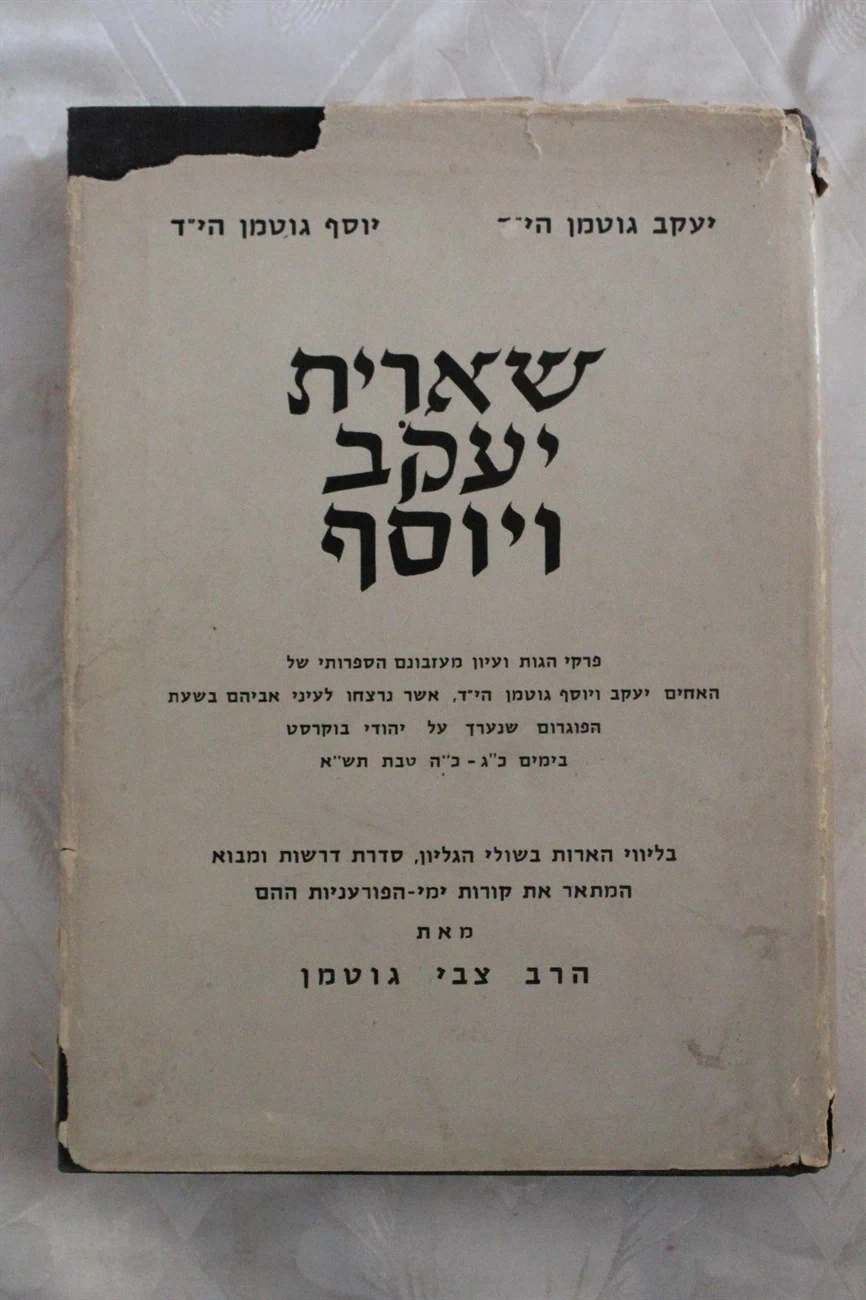 יעקב גוטמן הי״ד יוסף גוטמן הי״ד
שארית
יעקב
ויוסף
פרקי הגות ועיון מעזבונם הספרותי של
האחים יעקב ויוסף גוטמן הי״ד, אשר נרצחו לעיני אביהם בשעת
הפוגרום שנערך על יהודי בוקרסט
בימים כ״ג - כ״ה טבת תש״א
בליווי הארות בשולי הגליון, סדרת דרשות ומבוא
המתאר את קורות ימי-הפורעניות ההם
מאת
הרב צבי גוטמן